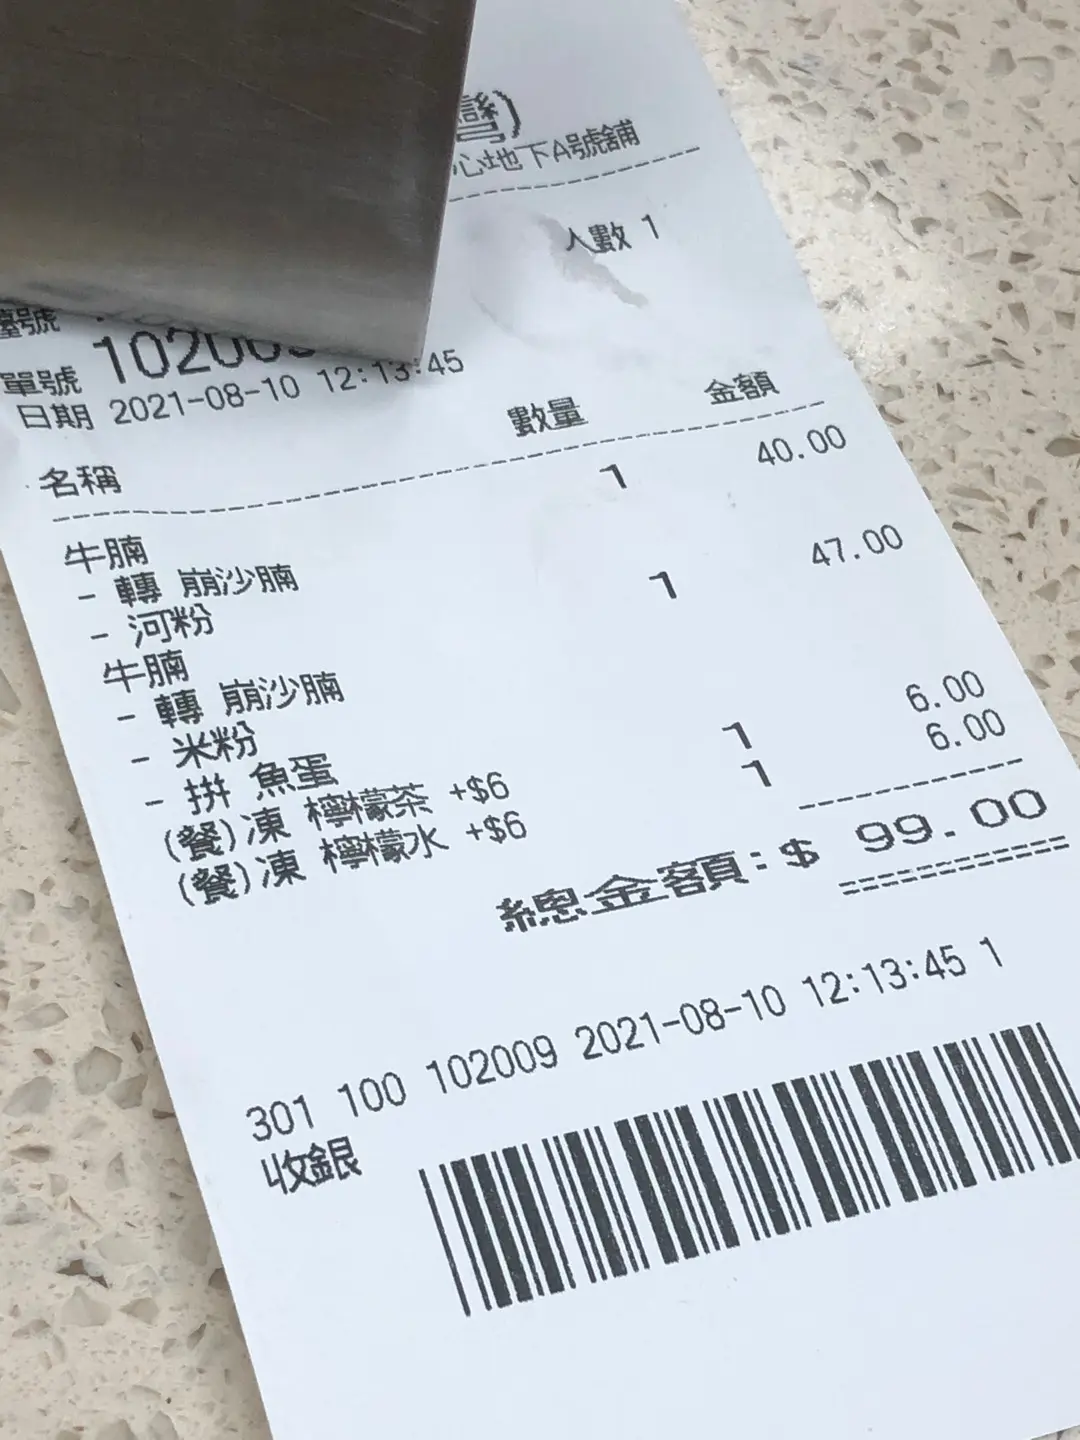 灣)
心地下A號舖
人數 1
臺號
單號 102009
日期 2021-08-10 12:13:45
名稱 數量 金額
牛腩 1 40.00
- 轉 崩沙腩
- 河粉
牛腩 1 47.00
- 轉 崩沙腩
- 米粉
- 拼 魚蛋
(餐)凍 檸檬茶 +$6 1 6.00
(餐)凍 檸檬水 +$6 1 6.00
總金額:$ 99.00
301 100 102009 2021-08-10 12:13:45 1
收銀